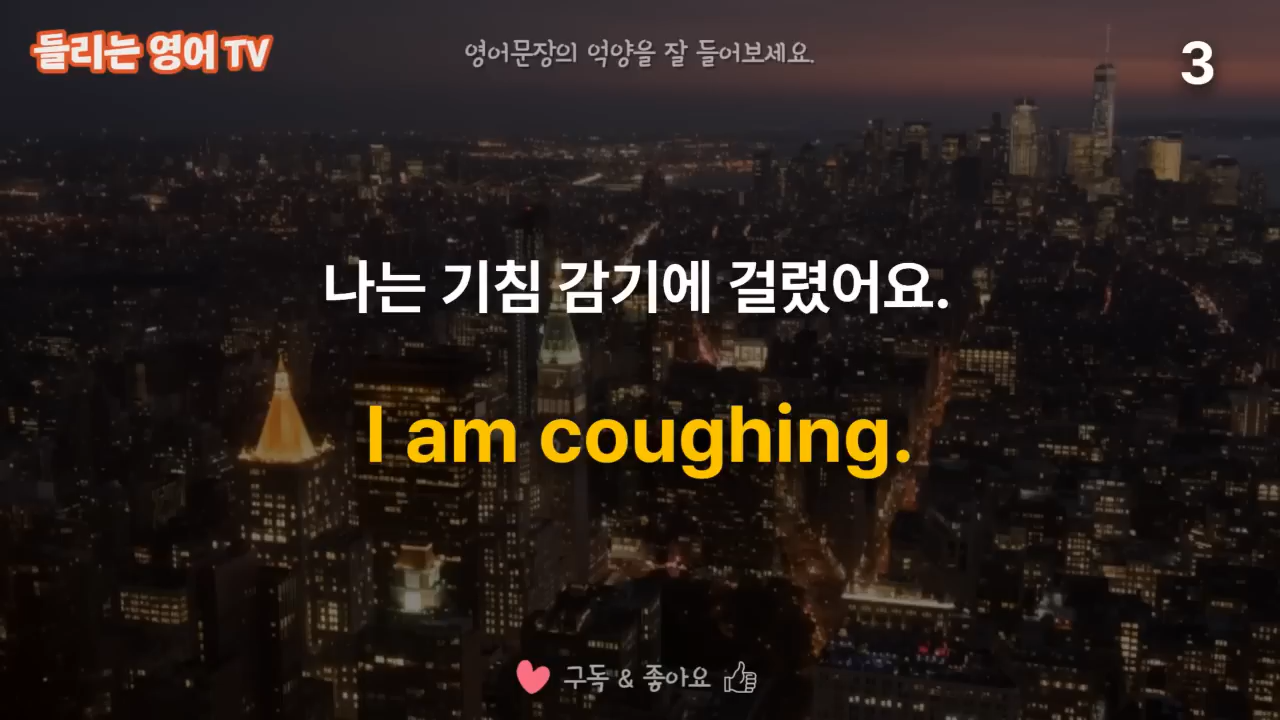 들리는 영어 TV
영어문장의 억양을 잘 들어보세요.
3
나는 기침 감기에 걸렸어요.
I am coughing.
구독 & 좋아요